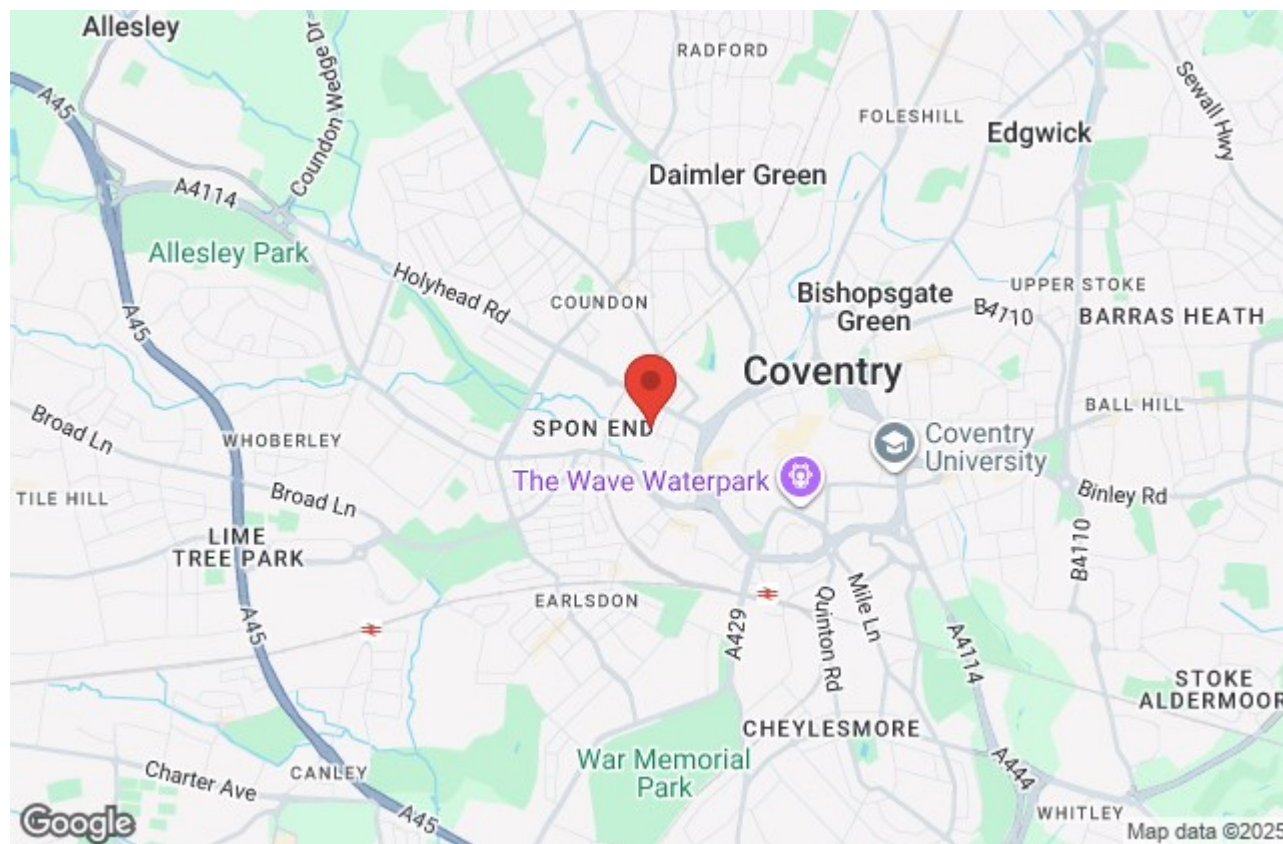 Allesley
RADFORD
Coundon Wedge Dr
Sewall Hwy
A45
FOLESHILL
Edgwick
Daimler Green
A4114
Allesley Park
Holyhead Rd
COUNDON
Bishopsgate
Green
UPPER STOKE
B4110
BARRAS HEATH
A45
Coventry
Broad Ln
WHOBERLEY
SPON END
BALL HILL
Coventry
University
The Wave Waterpark
TILE HILL
Broad Ln
Binley Rd
LIME
TREE PARK
B4110
EARLSDON
A45
A429
Quinton Rd
Mile Ln
A4114
STOKE
ALDERMOOR
CHEYLESMORE
War Memorial
Park
CANLEY
Charter Ave
A45
A444
WHITLEY
Google
Map data ©2025